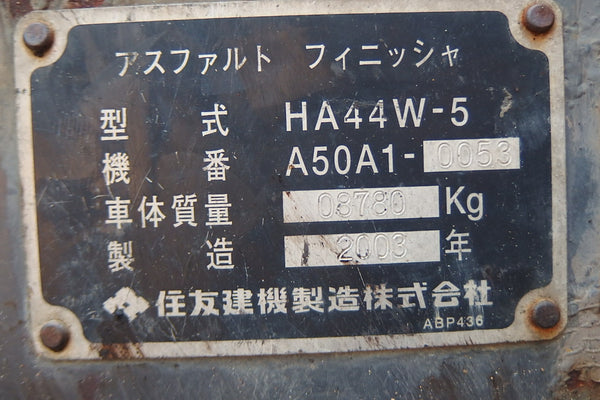 アスファルト フィニッシャ
型式 HA44W-5
機番 A50A1-0053
車体質量 08780 Kg
製造 2003 年
住友建機製造株式会社
ABP436